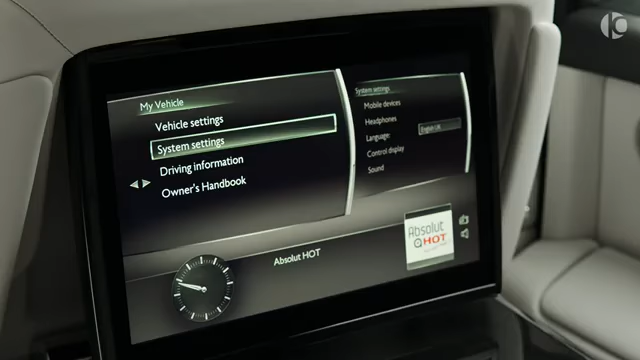 My Vehicle
Vehicle settings
System settings
Driving information
Owner's Handbook
System settings
Mobile devices
Headphones
Language:
English UK
Control display
Sound
Absolut HOT
Absolut
HOT